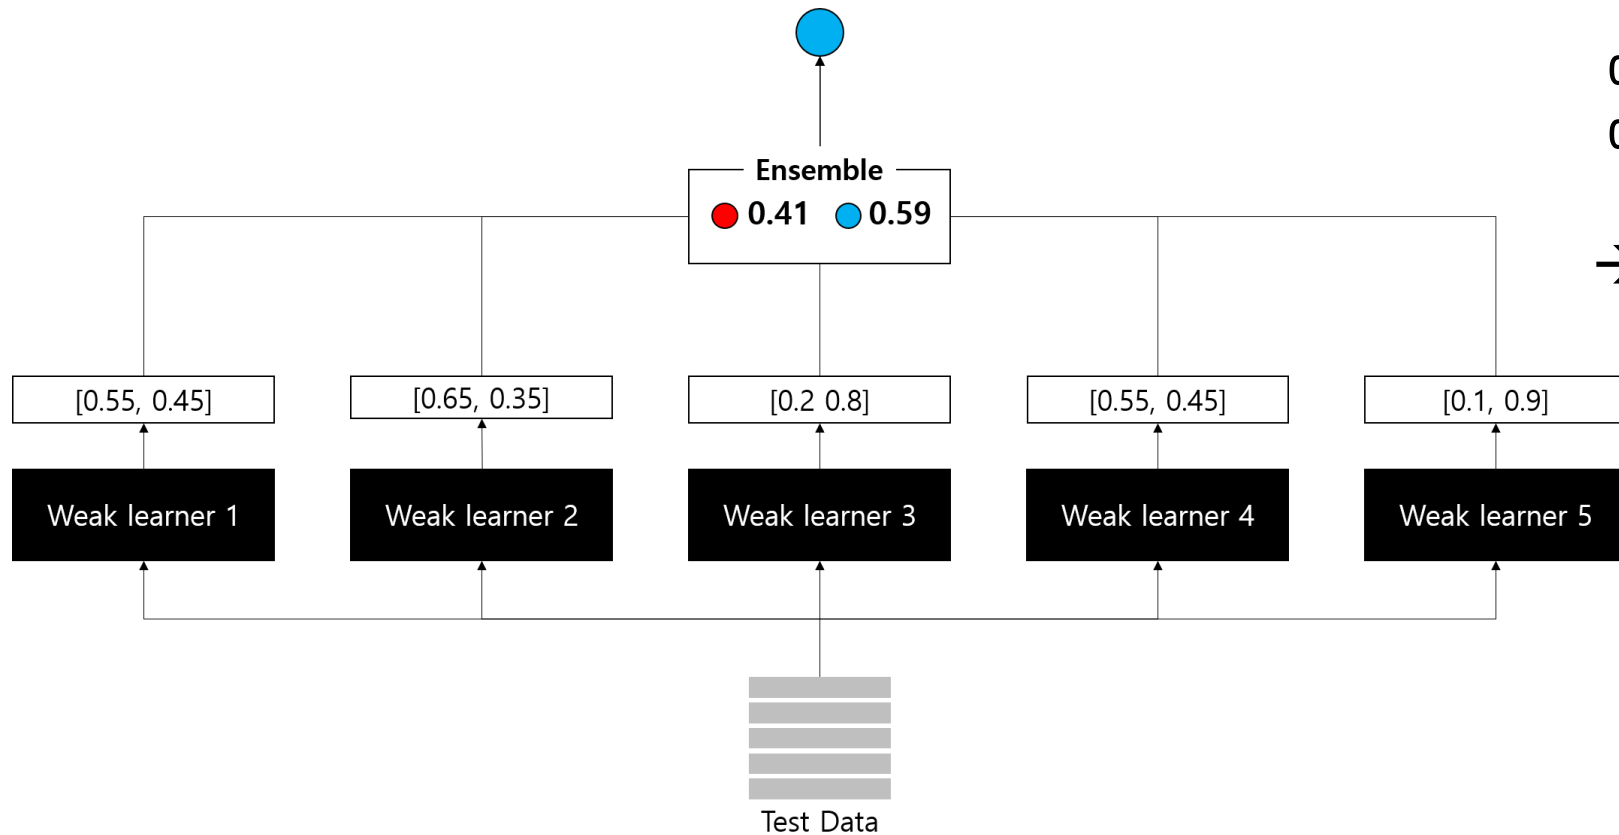 Ensemble
0.41 0.59
[0.55, 0.45] [0.65, 0.35] [0.2 0.8] [0.55, 0.45] [0.1, 0.9]
Weak learner 1 Weak learner 2 Weak learner 3 Weak learner 4 Weak learner 5
Test Data